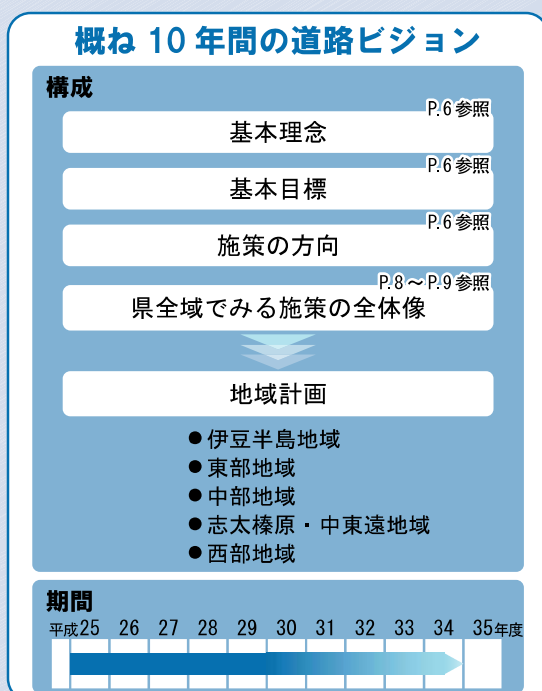 概ね 10 年間の道路ビジョン
構成
P.6参照
基本理念
P.6参照
基本目標
P.6参照
施策の方向
P.8～P.9参照
県全域でみる施策の全体像
地域計画
●伊豆半島地域
●東部地域
●中部地域
●志太榛原・中東遠地域
●西部地域
期間
平成25 26 27 28 29 30 31 32 33 34 35年度